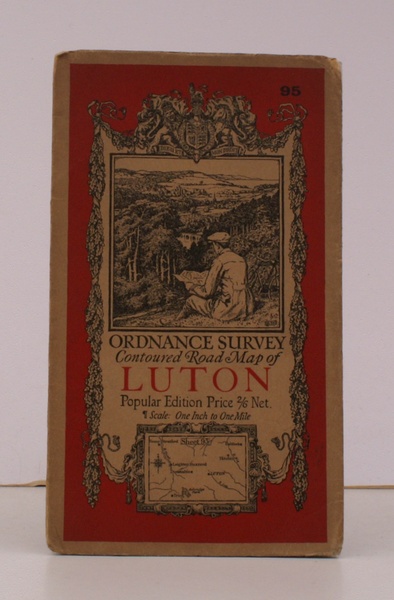 95
ORDNANCE SURVEY
Contoured Road Map of
LUTON
Popular Edition Price 2/6 Net.
¶ Scale: One Inch to One Mile
Sheet 95